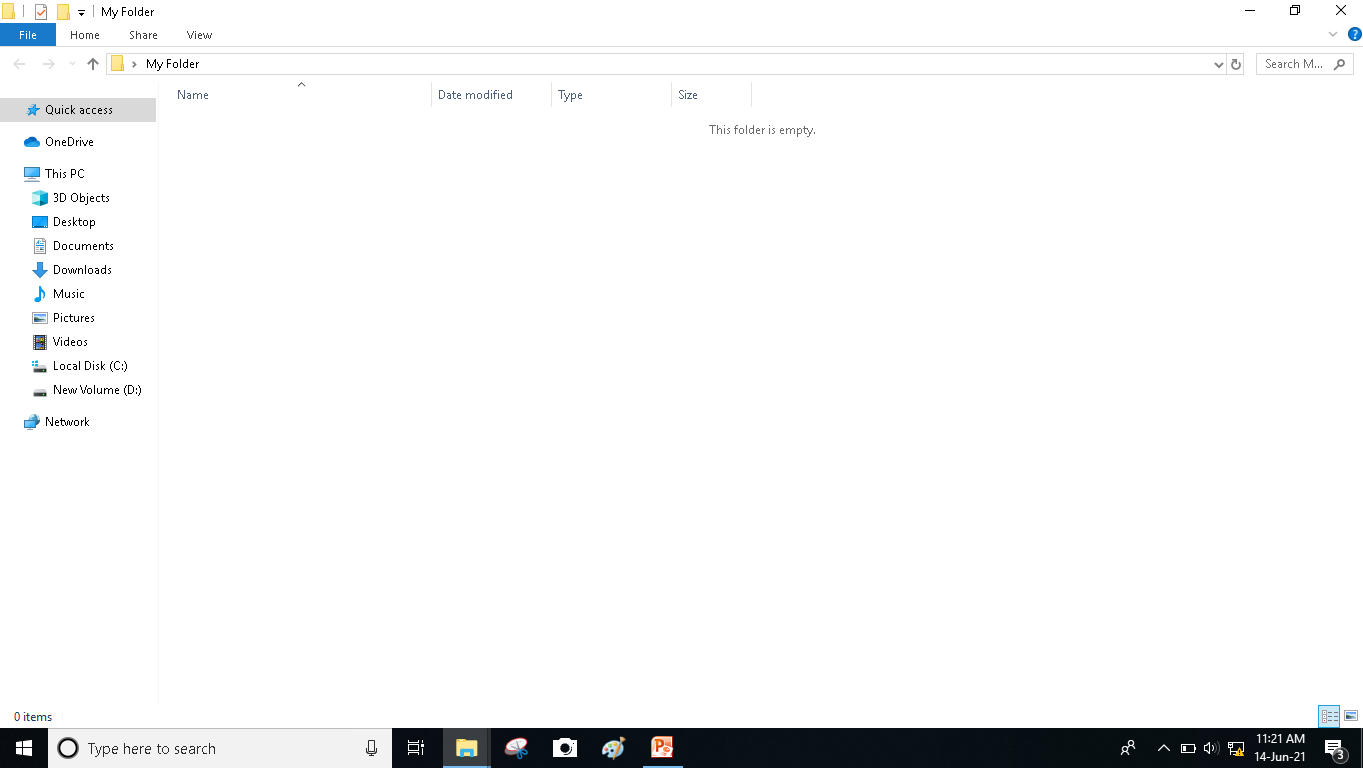 My Folder
File Home Share View
My Folder
Search M...
Name Date modified Type Size
This folder is empty.
Quick access
OneDrive
This PC
3D Objects
Desktop
Documents
Downloads
Music
Pictures
Videos
Local Disk (C:)
New Volume (D:)
Network
0 items
Type here to search
11:21 AM
14-Jun-21
3